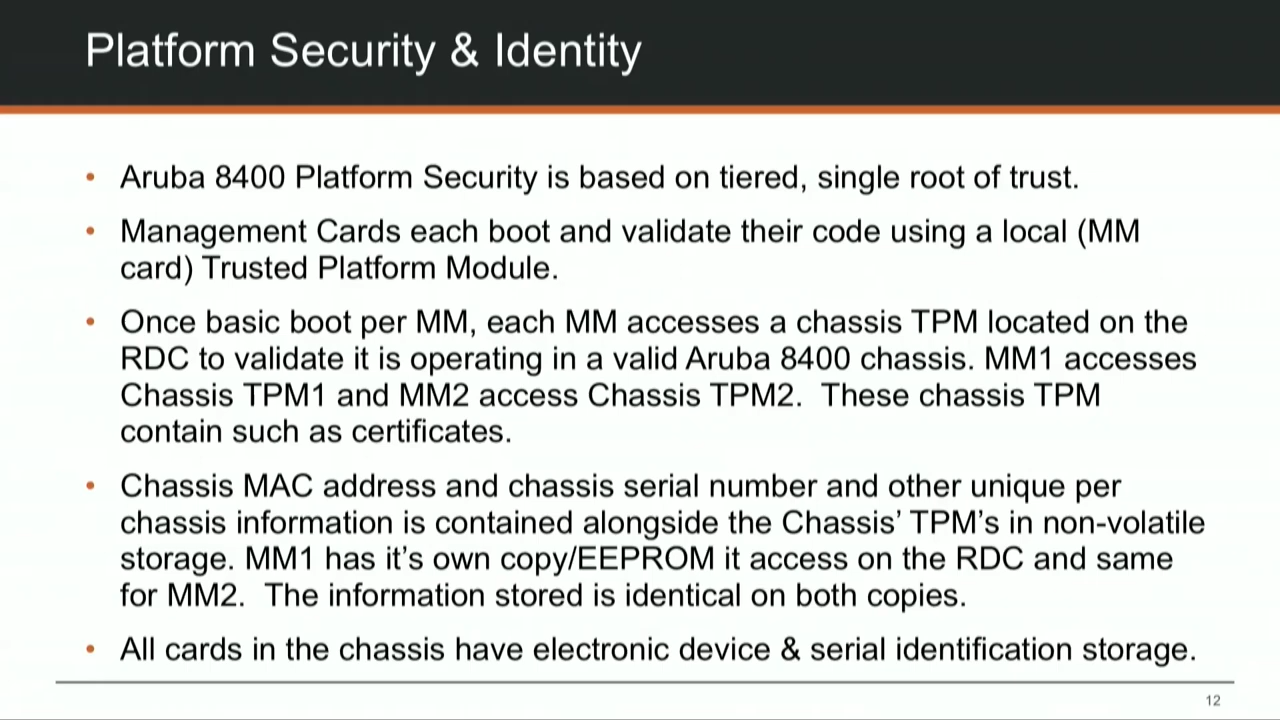 Platform Security & Identity
• Aruba 8400 Platform Security is based on tiered, single root of trust.
• Management Cards each boot and validate their code using a local (MM
card) Trusted Platform Module.
• Once basic boot per MM, each MM accesses a chassis TPM located on the
RDC to validate it is operating in a valid Aruba 8400 chassis. MM1 accesses
Chassis TPM1 and MM2 access Chassis TPM2.  These chassis TPM
contain such as certificates.
• Chassis MAC address and chassis serial number and other unique per
chassis information is contained alongside the Chassis’ TPM’s in non-volatile
storage. MM1 has it’s own copy/EEPROM it access on the RDC and same
for MM2.  The information stored is identical on both copies.
• All cards in the chassis have electronic device & serial identification storage.
12